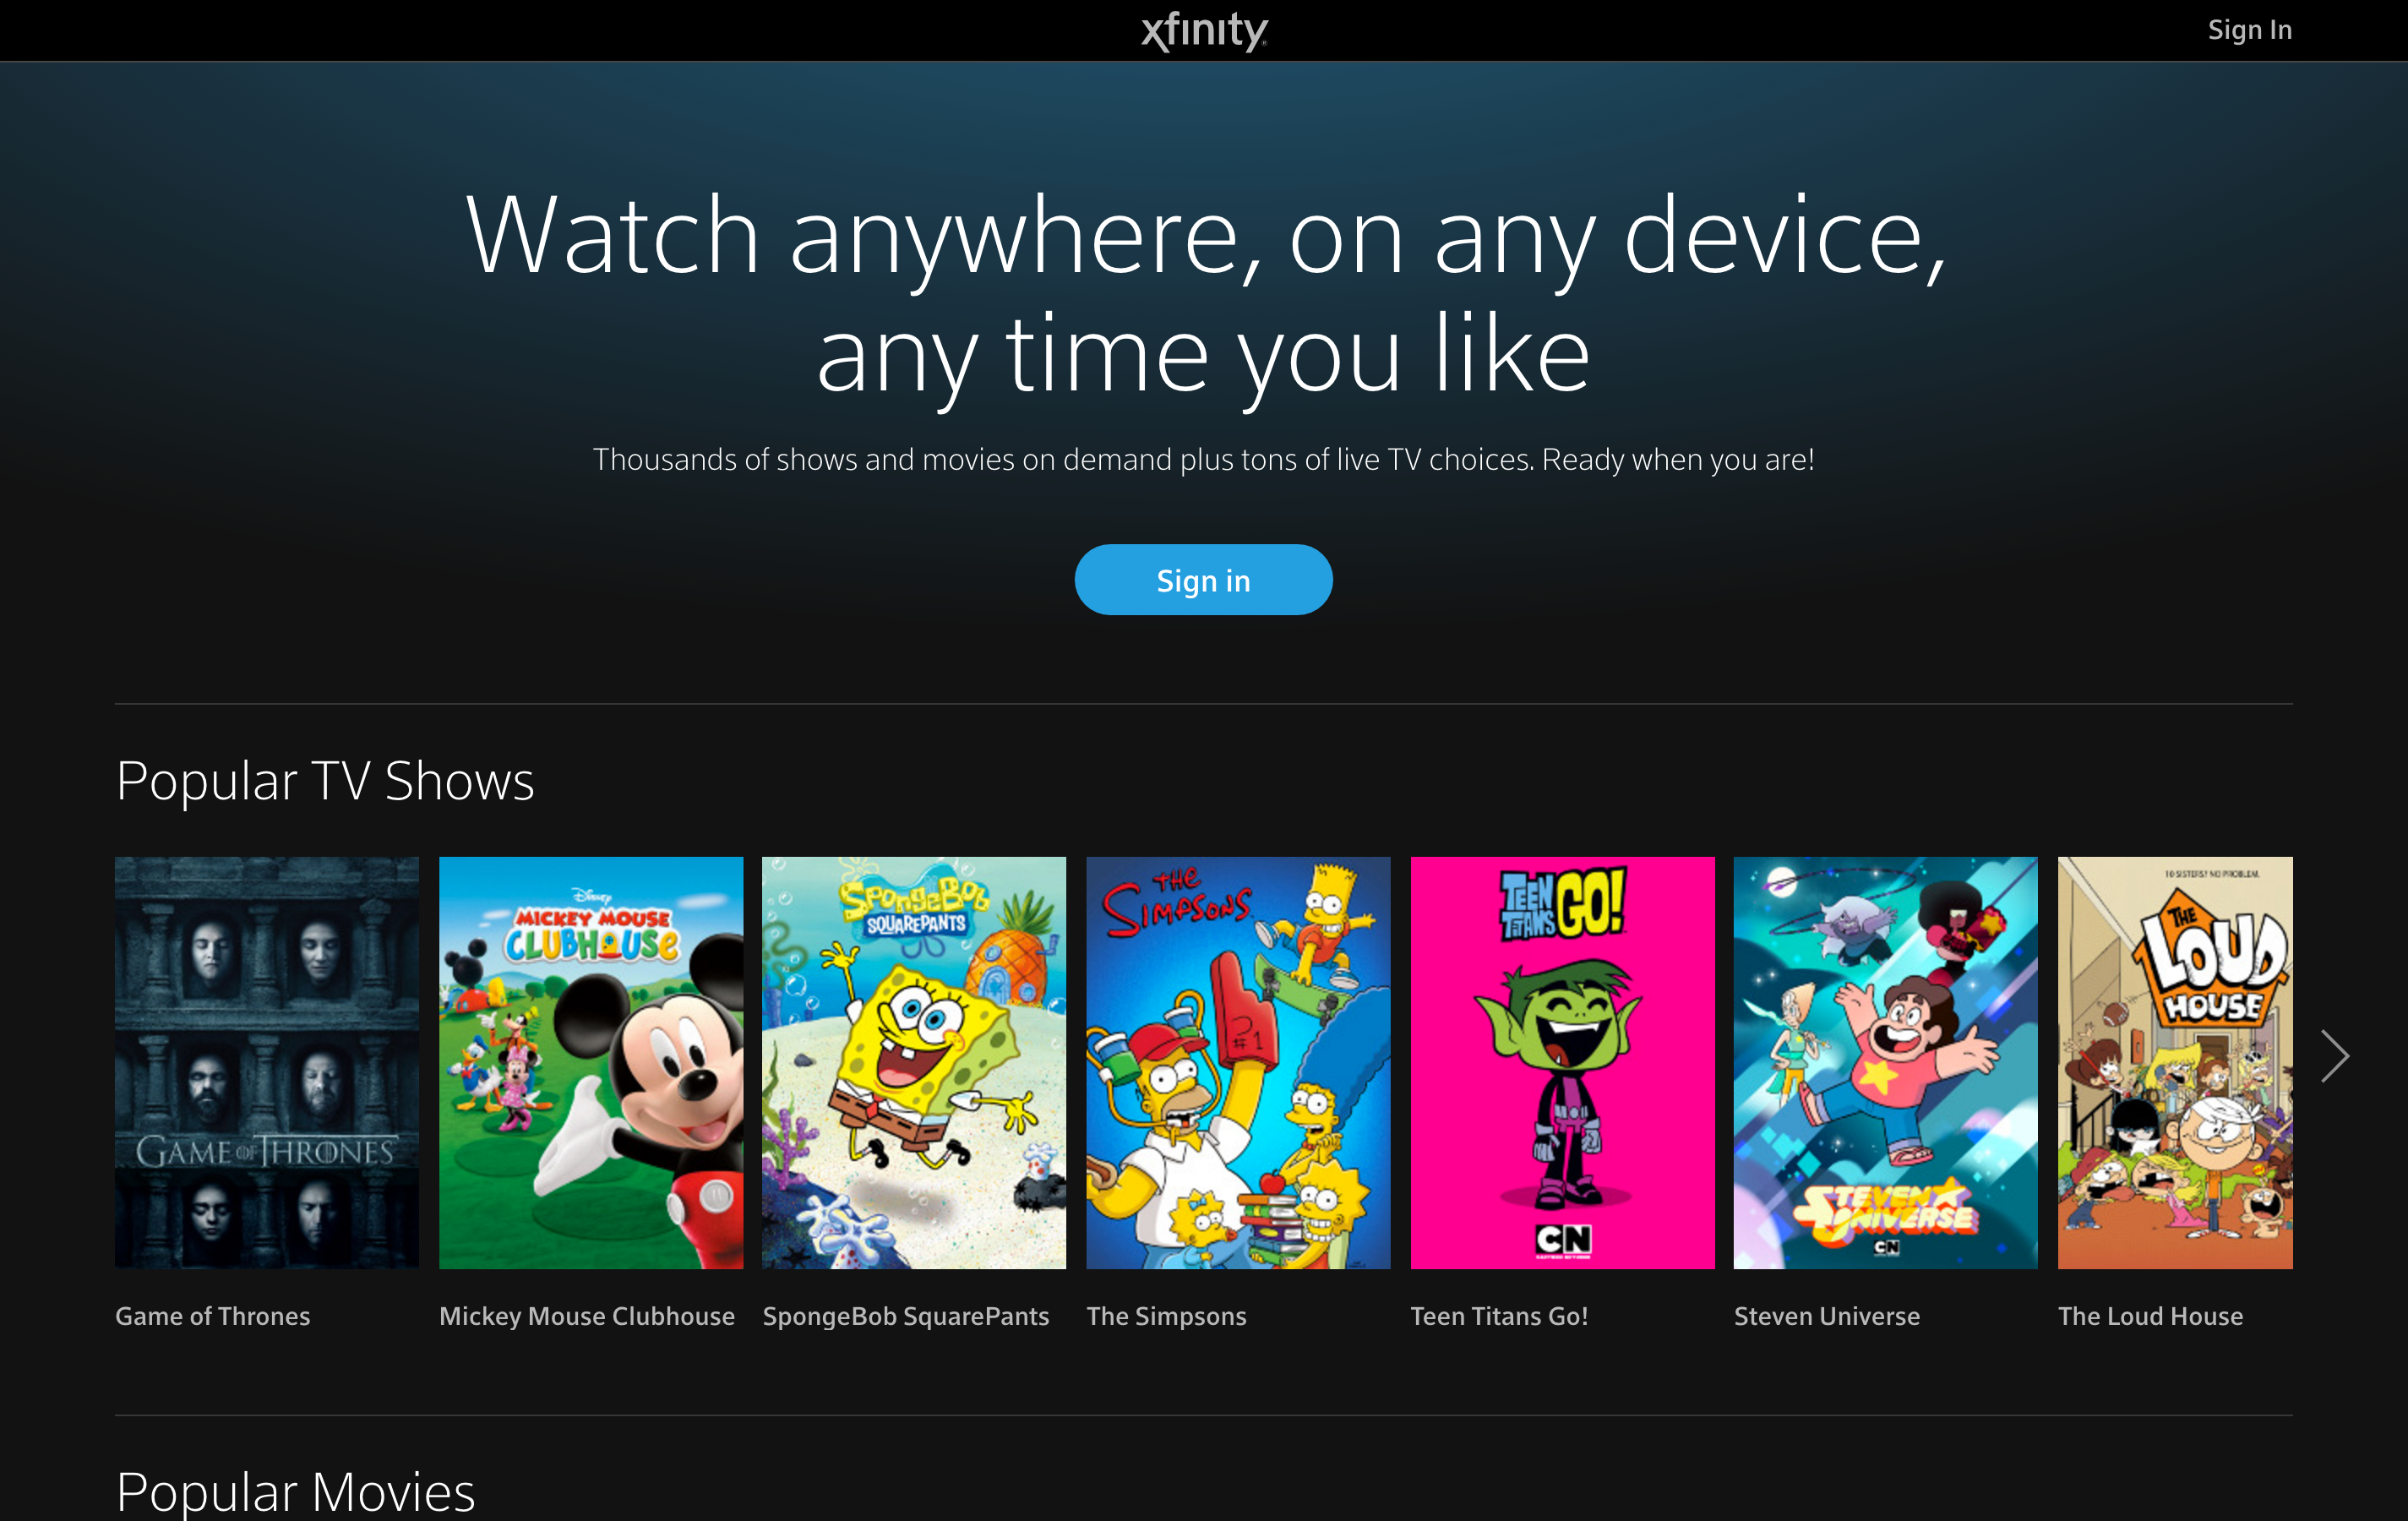 xfinity
Sign In
Watch anywhere, on any device,
any time you like
Thousands of shows and movies on demand plus tons of live TV choices. Ready when you are!
Sign in
Popular TV Shows
GAME OF THRONES
Disney
MICKEY MOUSE
CLUBHOUSE
SPONGEBOB
SQUAREPANTS
THE
SIMPSONS
#1
TEEN
TITANS
GO!
CN
CARTOON NETWORK
STEVEN
UNIVERSE
CN
10 SISTERS? NO PROBLEM.
THE
LOUD
HOUSE
Game of Thrones
Mickey Mouse Clubhouse
SpongeBob SquarePants
The Simpsons
Teen Titans Go!
Steven Universe
The Loud House
Popular Movies